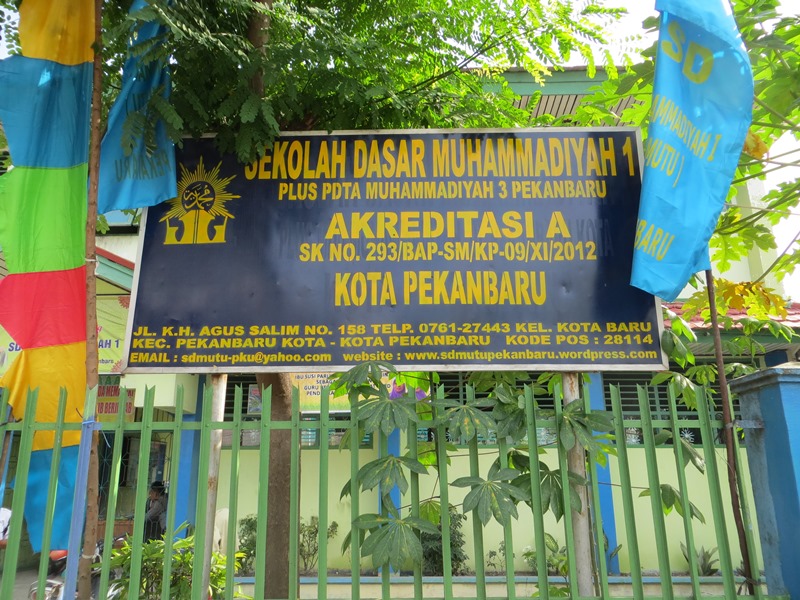 SEKOLAH DASAR MUHAMMADIYAH 1
PLUS PDTA MUHAMMADIYAH 3 PEKANBARU
AKREDITASI A
SK NO. 293/BAP-SM/KP-09/XI/2012
KOTA PEKANBARU
JL. K.H. AGUS SALIM NO. 158 TELP. 0761-27443 KEL. KOTA BARU
KEC. PEKANBARU KOTA - KOTA PEKANBARU KODE POS : 28114
EMAIL : sdmutu-pku@yahoo.com website : www.sdmutupekanbaru.wordpress.com
SD
MMADIYAH 1
MUTU)
BARU